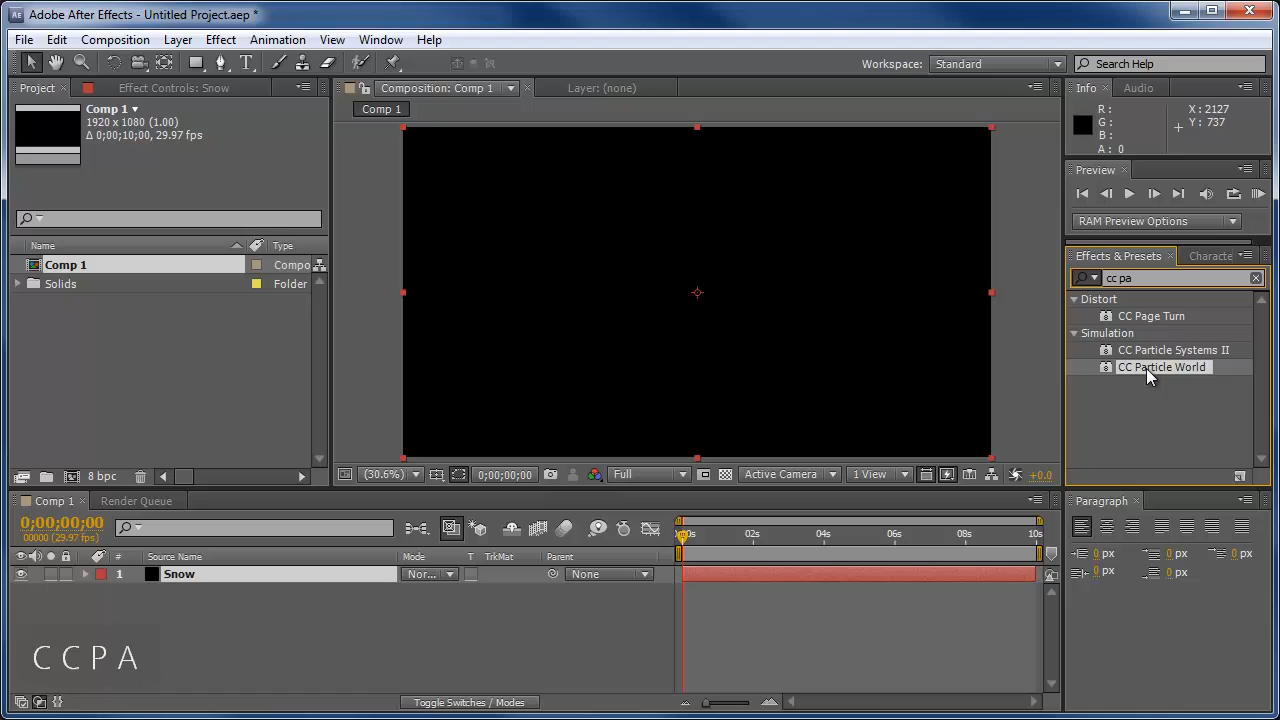 Adobe After Effects - Untitled Project.aep *
File Edit Composition Layer Effect Animation View Window Help
Workspace: Standard Search Help
Project Effect Controls: Snow
Comp 1
1920 x 1080 (1.00)
Δ 0;00;10;00, 29.97 fps
Name Type
Comp 1 Compo
Solids Folder
8 bpc
Composition: Comp 1 Layer: (none)
Comp 1
(30.6%) 0;00;00;00 Full Active Camera 1 View +0.0
Info Audio
R :
G :
B :
A : 0
X : 2127
Y : 737
Preview
RAM Preview Options
Effects & Presets Characte
cc pa
Distort
CC Page Turn
Simulation
CC Particle Systems II
CC Particle World
Comp 1 Render Queue
0;00;00;00
00000 (29.97 fps)
02s 04s 06s 08s 10s
# Source Name Mode T TrkMat Parent
1 Snow Nor... None
CCPA
Toggle Switches / Modes
Paragraph
0 px 0 px 0 px
0 px 0 px